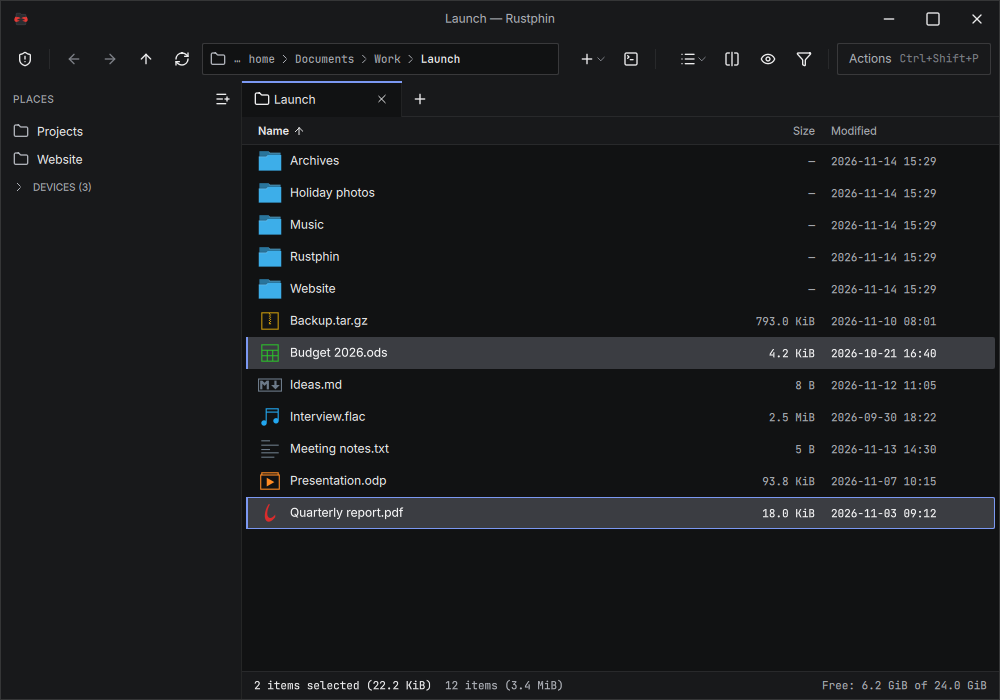 Launch — Rustphin
… home > Documents > Work > Launch
Actions Ctrl+Shift+P
PLACES
Projects
Website
DEVICES (3)
Launch
Name Size Modified
Archives — 2026-11-14 15:29
Holiday photos — 2026-11-14 15:29
Music — 2026-11-14 15:29
Rustphin — 2026-11-14 15:29
Website — 2026-11-14 15:29
Backup.tar.gz 793.0 KiB 2026-11-10 08:01
Budget 2026.ods 4.2 KiB 2026-10-21 16:40
Ideas.md 8 B 2026-11-12 11:05
Interview.flac 2.5 MiB 2026-09-30 18:22
Meeting notes.txt 5 B 2026-11-13 14:30
Presentation.odp 93.8 KiB 2026-11-07 10:15
Quarterly report.pdf 18.0 KiB 2026-11-03 09:12
2 items selected (22.2 KiB) 12 items (3.4 MiB) Free: 6.2 GiB of 24.0 GiB